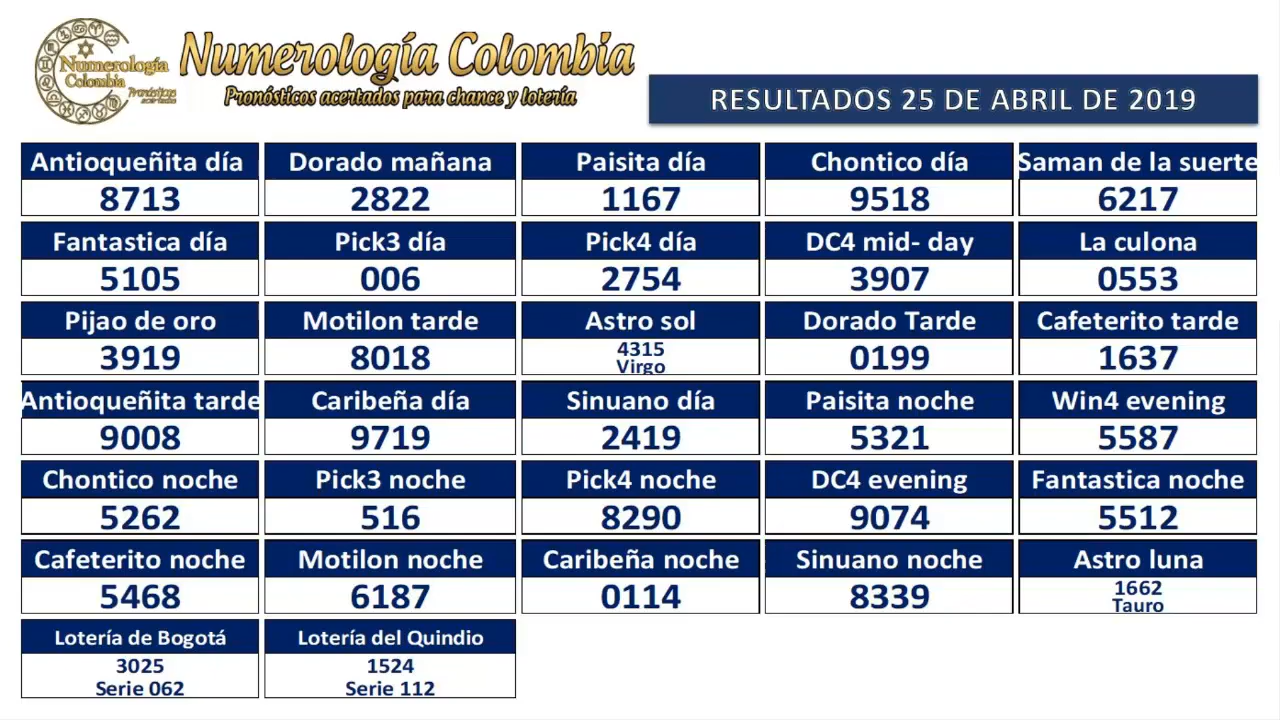 Numerología
Colombia
Pronósticos
acertados
Numerología Colombia
Pronósticos acertados para chance y lotería
RESULTADOS 25 DE ABRIL DE 2019
Antioqueñita día Dorado mañana Paisita día Chontico día Saman de la suerte
8713 2822 1167 9518 6217
Fantastica día Pick3 día Pick4 día DC4 mid- day La culona
5105 006 2754 3907 0553
Pijao de oro Motilon tarde Astro sol Dorado Tarde Cafeterito tarde
3919 8018 4315 0199 1637
Virgo
Antioqueñita tarde Caribeña día Sinuano día Paisita noche Win4 evening
9008 9719 2419 5321 5587
Chontico noche Pick3 noche Pick4 noche DC4 evening Fantastica noche
5262 516 8290 9074 5512
Cafeterito noche Motilon noche Caribeña noche Sinuano noche Astro luna
5468 6187 0114 8339 1662
Tauro
Lotería de Bogotá Lotería del Quindio
3025 1524
Serie 062 Serie 112